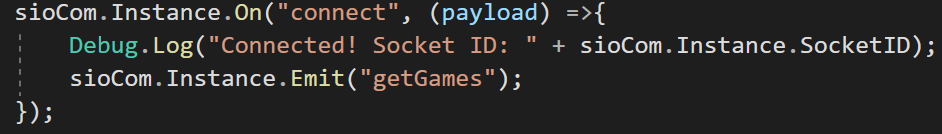 sioCom.Instance.On("connect", (payload) =>{
Debug.Log("Connected! Socket ID: " + sioCom.Instance.SocketID);
sioCom.Instance.Emit("getGames");
});